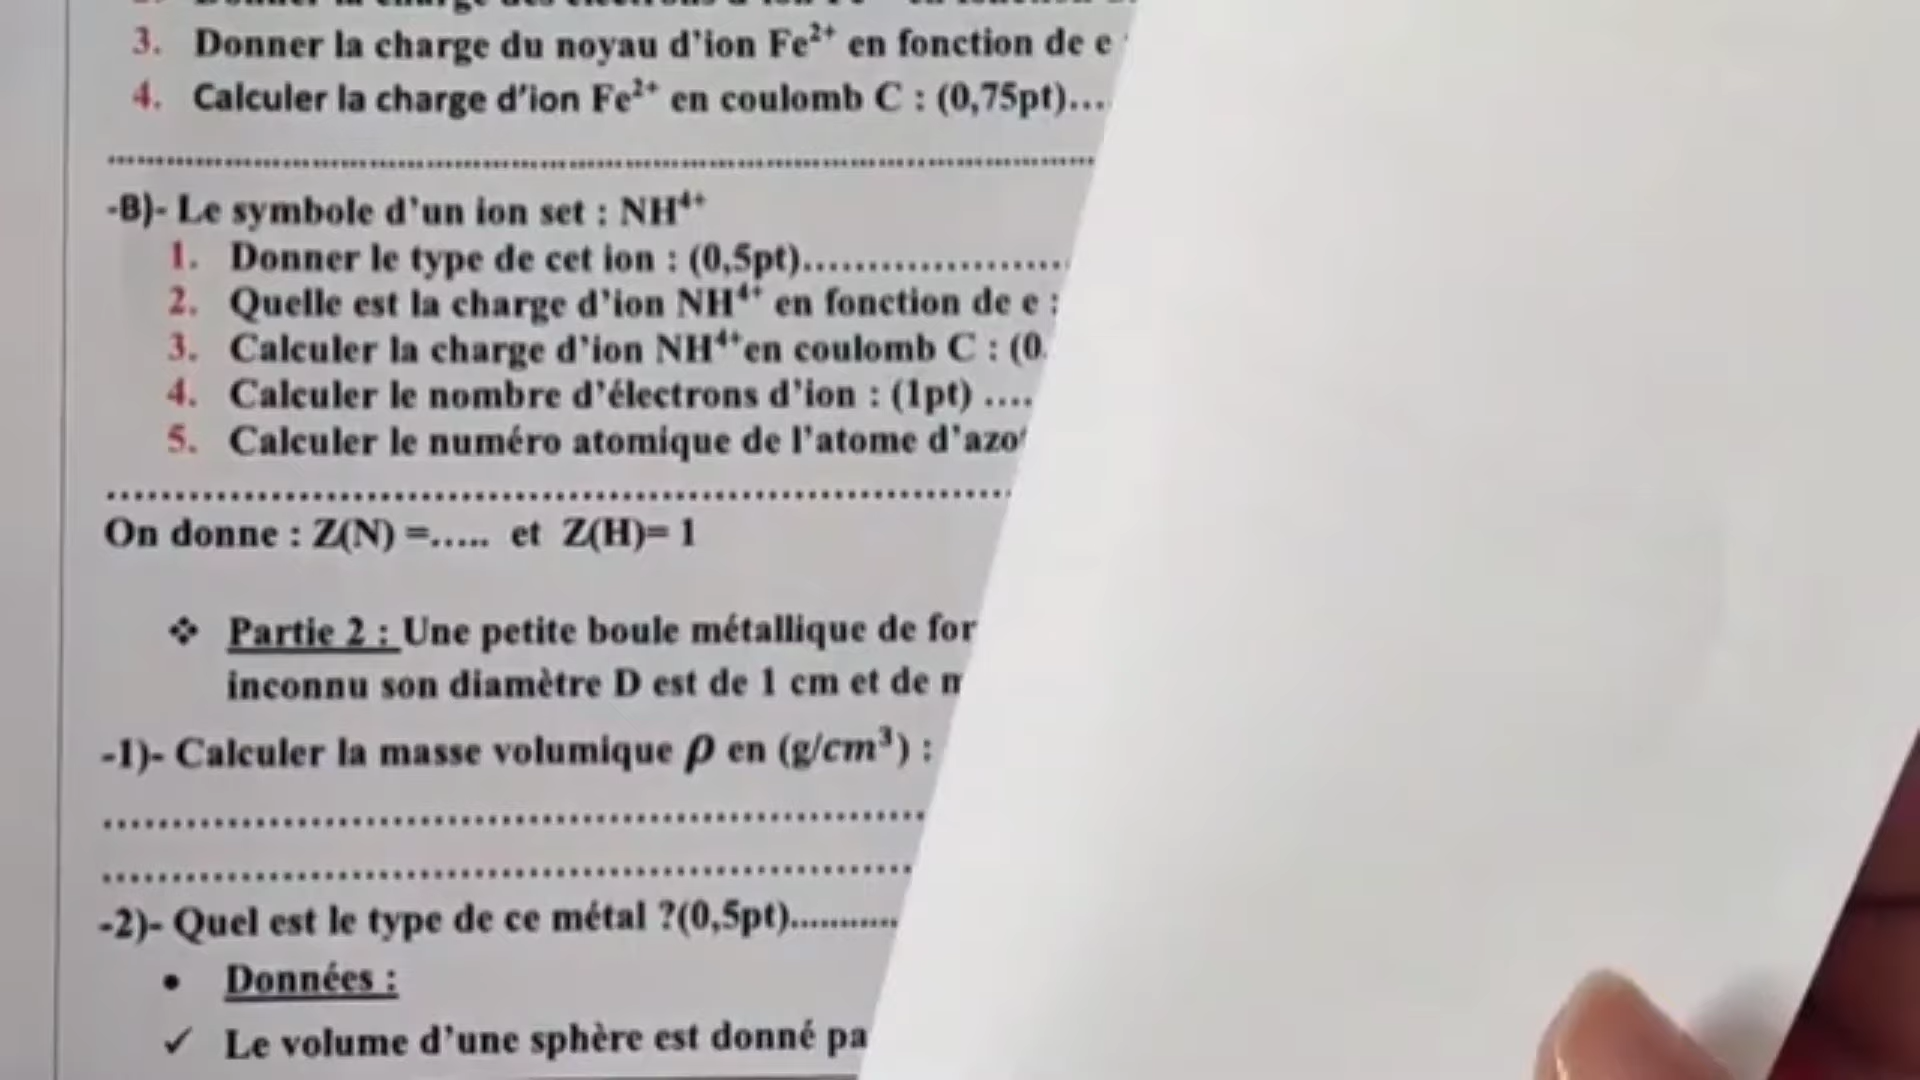 3. Donner la charge du noyau d'ion Fe²⁺ en fonction de e
4. Calculer la charge d'ion Fe²⁺ en coulomb C : (0,75pt)....
-B)- Le symbole d'un ion set : NH⁴⁺
1. Donner le type de cet ion : (0,5pt)........................
2. Quelle est la charge d'ion NH⁴⁺ en fonction de e :
3. Calculer la charge d'ion NH⁴⁺en coulomb C : (0.
4. Calculer le nombre d'électrons d'ion : (1pt) ....
5. Calculer le numéro atomique de l'atome
On donne : Z(N) =..... et Z(H)= 1
❖ Partie 2 : Une petite boule métallique de
inconnu son diamètre D est de 1 cm et de
-1)- Calculer la masse volumique ρ en (g/cm³) :
-2)- Quel est le type de ce métal ?(0,5pt)...........
• Données :
✓ Le volume d'une sphère est donné